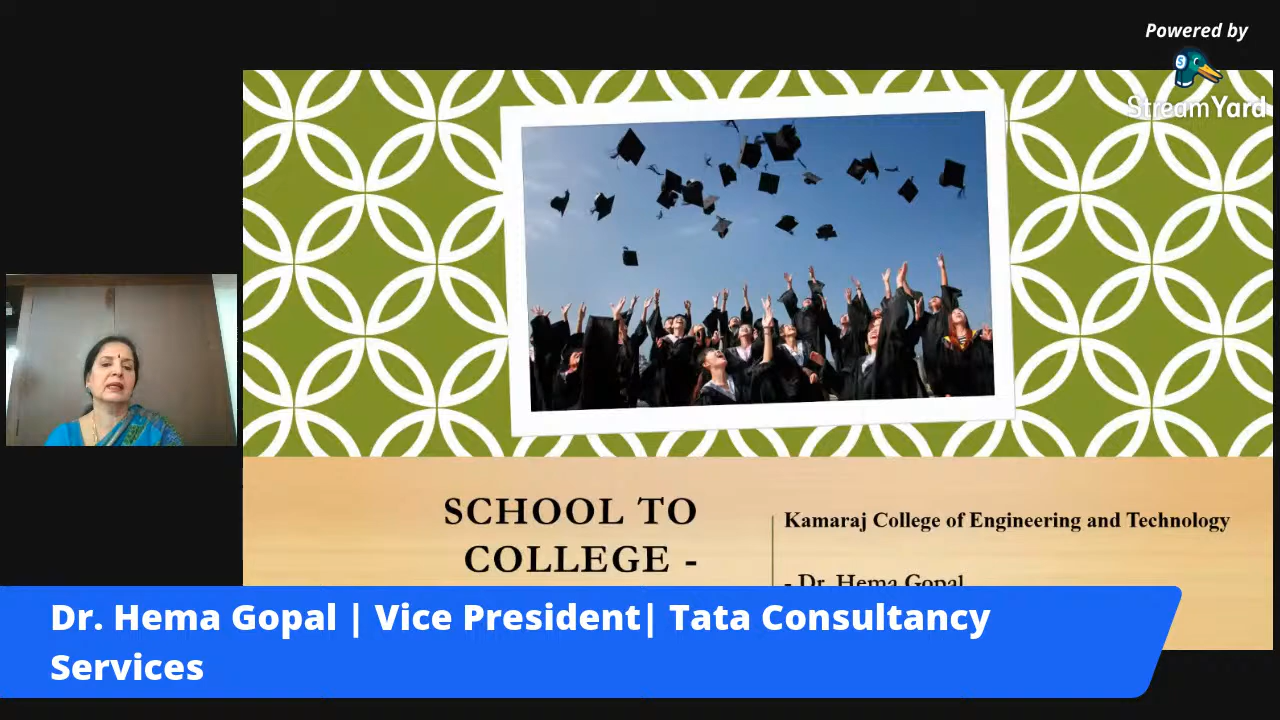 Powered by
StreamYard
SCHOOL TO
COLLEGE -
Kamaraj College of Engineering and Technology
- Dr. Hema Gopal
Dr. Hema Gopal | Vice President| Tata Consultancy
Services